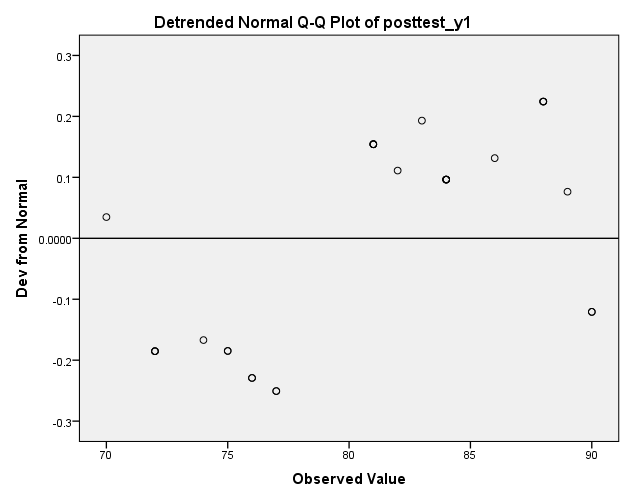 Detrended Normal Q-Q Plot of posttest_y1
Dev from Normal
0.3
0.2
0.1
0.0000
-0.1
-0.2
-0.3
70 75 80 85 90
Observed Value